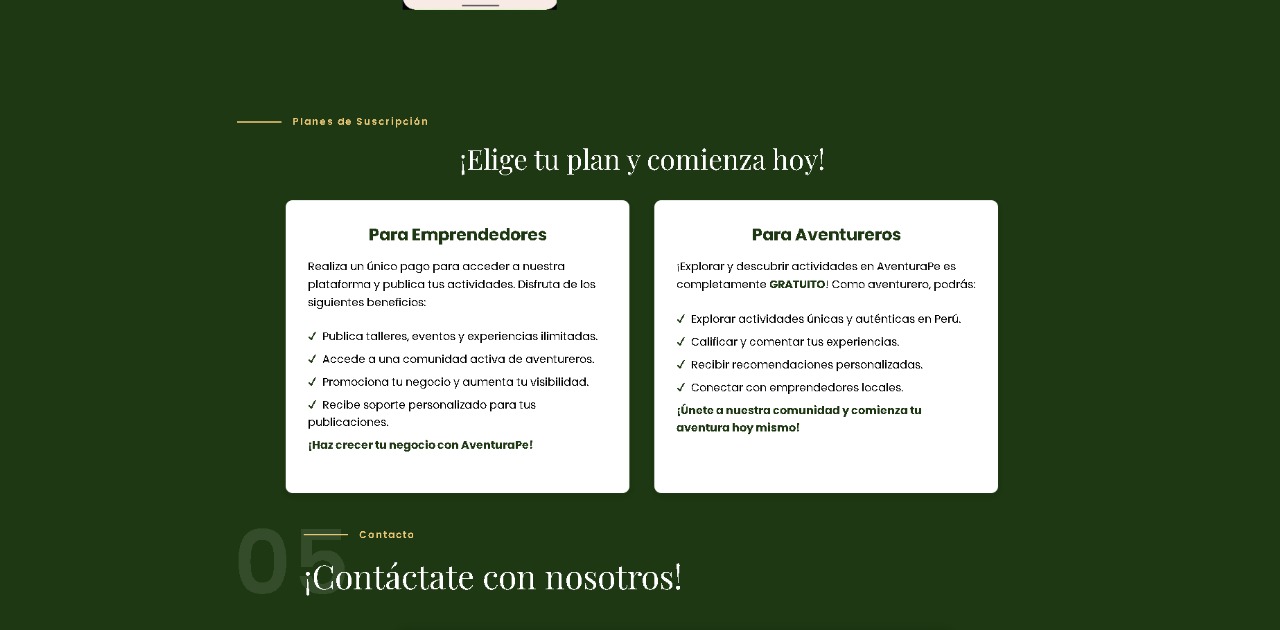 Planes de Suscripción
¡Elige tu plan y comienza hoy!
Para Emprendedores
Realiza un único pago para acceder a nuestra
plataforma y publica tus actividades. Disfruta de los
siguientes beneficios:
✓ Publica talleres, eventos y experiencias ilimitadas.
✓ Accede a una comunidad activa de aventureros.
✓ Promociona tu negocio y aumenta tu visibilidad.
✓ Recibe soporte personalizado para tus
publicaciones.
¡Haz crecer tu negocio con AventuraPe!
Para Aventureros
¡Explorar y descubrir actividades en AventuraPe es
completamente GRATUITO! Como aventurero, podrás:
✓ Explorar actividades únicas y auténticas en Perú.
✓ Calificar y comentar tus experiencias.
✓ Recibir recomendaciones personalizadas.
✓ Conectar con emprendedores locales.
¡Únete a nuestra comunidad y comienza tu
aventura hoy mismo!
05
Contacto
¡Contáctate con nosotros!